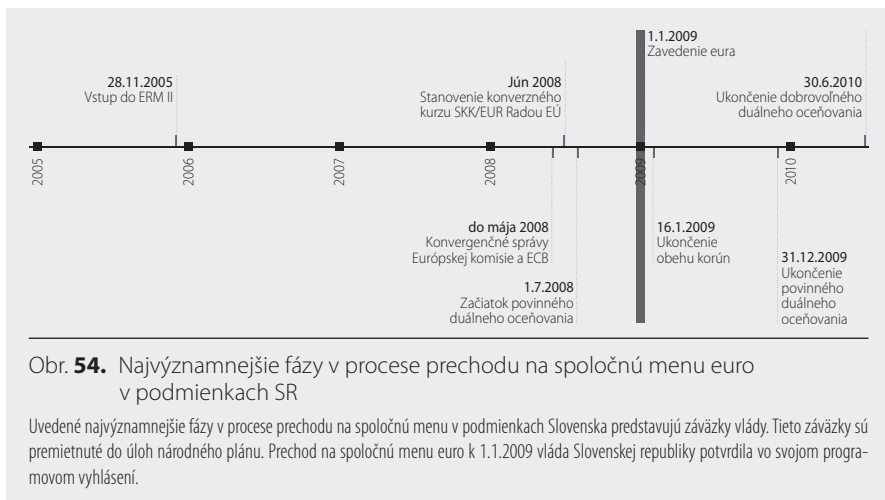 1.1.2009
Zavedenie eura
28.11.2005
Vstup do ERM II
Jún 2008
Stanovenie konverzného
kurzu SKK/EUR Radou EÚ
30.6.2010
Ukončenie dobrovoľného
duálneho oceňovania
2005
2006
2007
2008
2009
2010
do mája 2008
Konvergenčné správy
Európskej komisie a ECB
16.1.2009
Ukončenie
obehu korún
1.7.2008
Začiatok povinného
duálneho oceňovania
31.12.2009
Ukončenie
povinného
duálneho
oceňovania
Obr. 54. Najvýznamnejšie fázy v procese prechodu na spoločnú menu euro
v podmienkach SR
Uvedené najvýznamnejšie fázy v procese prechodu na spoločnú menu v podmienkach Slovenska predstavujú záväzky vlády. Tieto záväzky sú
premietnuté do úloh národného plánu. Prechod na spoločnú menu euro k 1.1.2009 vláda Slovenskej republiky potvrdila vo svojom progra-
movom vyhlásení.